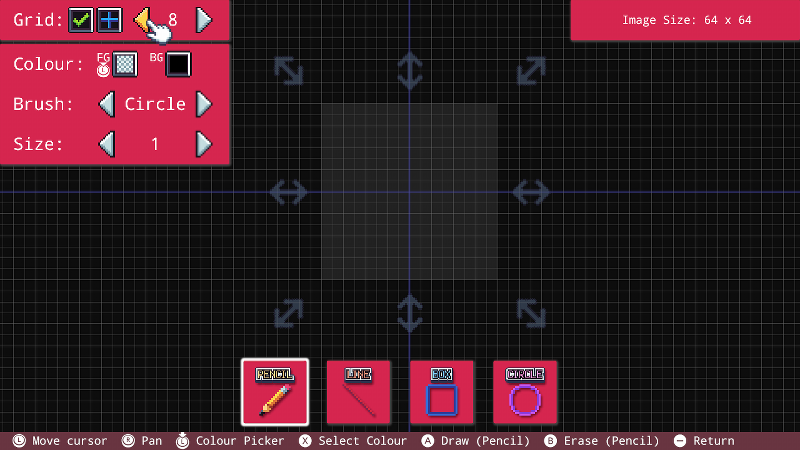 Grid: 8
Image Size: 64 x 64
Colour: FG BG
L
Brush: Circle
Size: 1
PENCIL LINE BOX CIRCLE
L Move cursor R Pan L Colour Picker X Select Colour A Draw (Pencil) B Erase (Pencil) Return